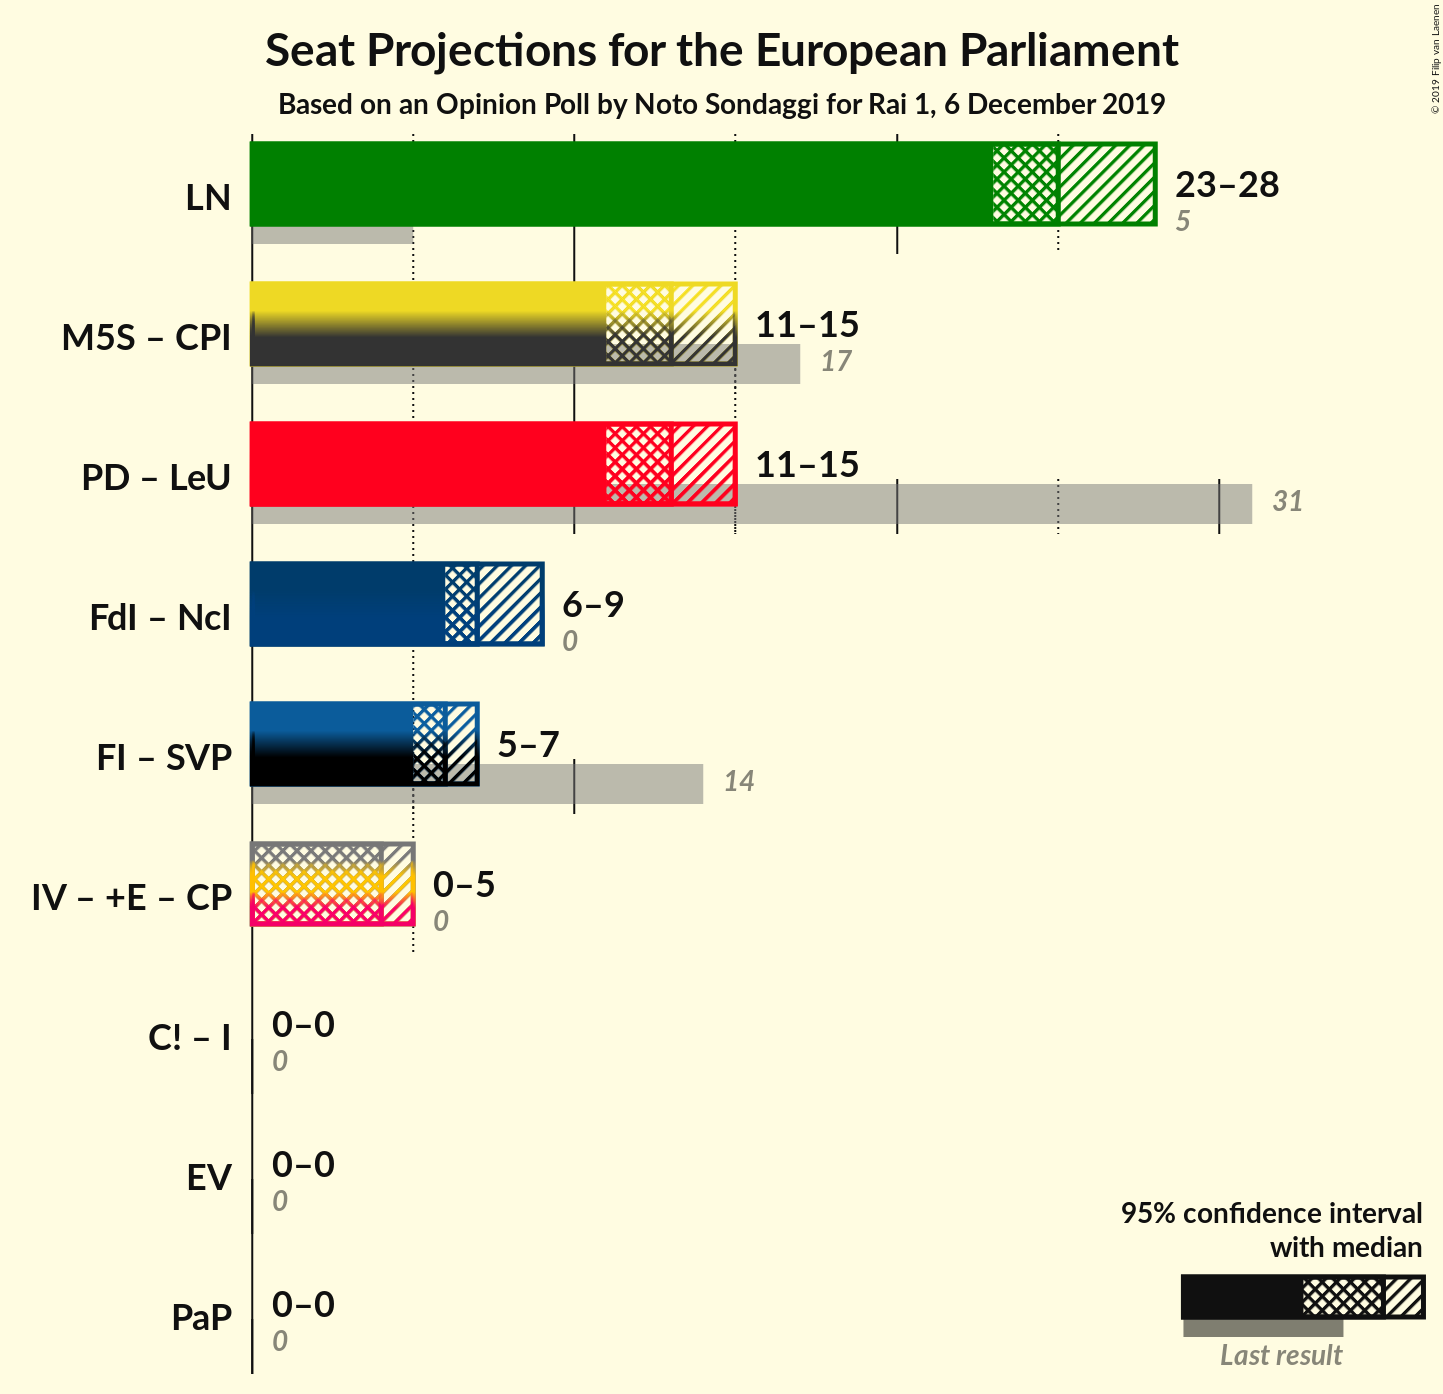 Seat Projections for the European Parliament
Based on an Opinion Poll by Noto Sondaggi for Rai 1, 6 December 2019
© 2019 Filip van Laenen
LN
23–28
5
M5S – CPI
11–15
17
PD – LeU
11–15
31
FdI – NcI
6–9
0
FI – SVP
5–7
14
IV – +E – CP
0–5
0
C! – I
0–0
0
EV
0–0
0
PaP
0–0
0
95% confidence interval
with median
Last result